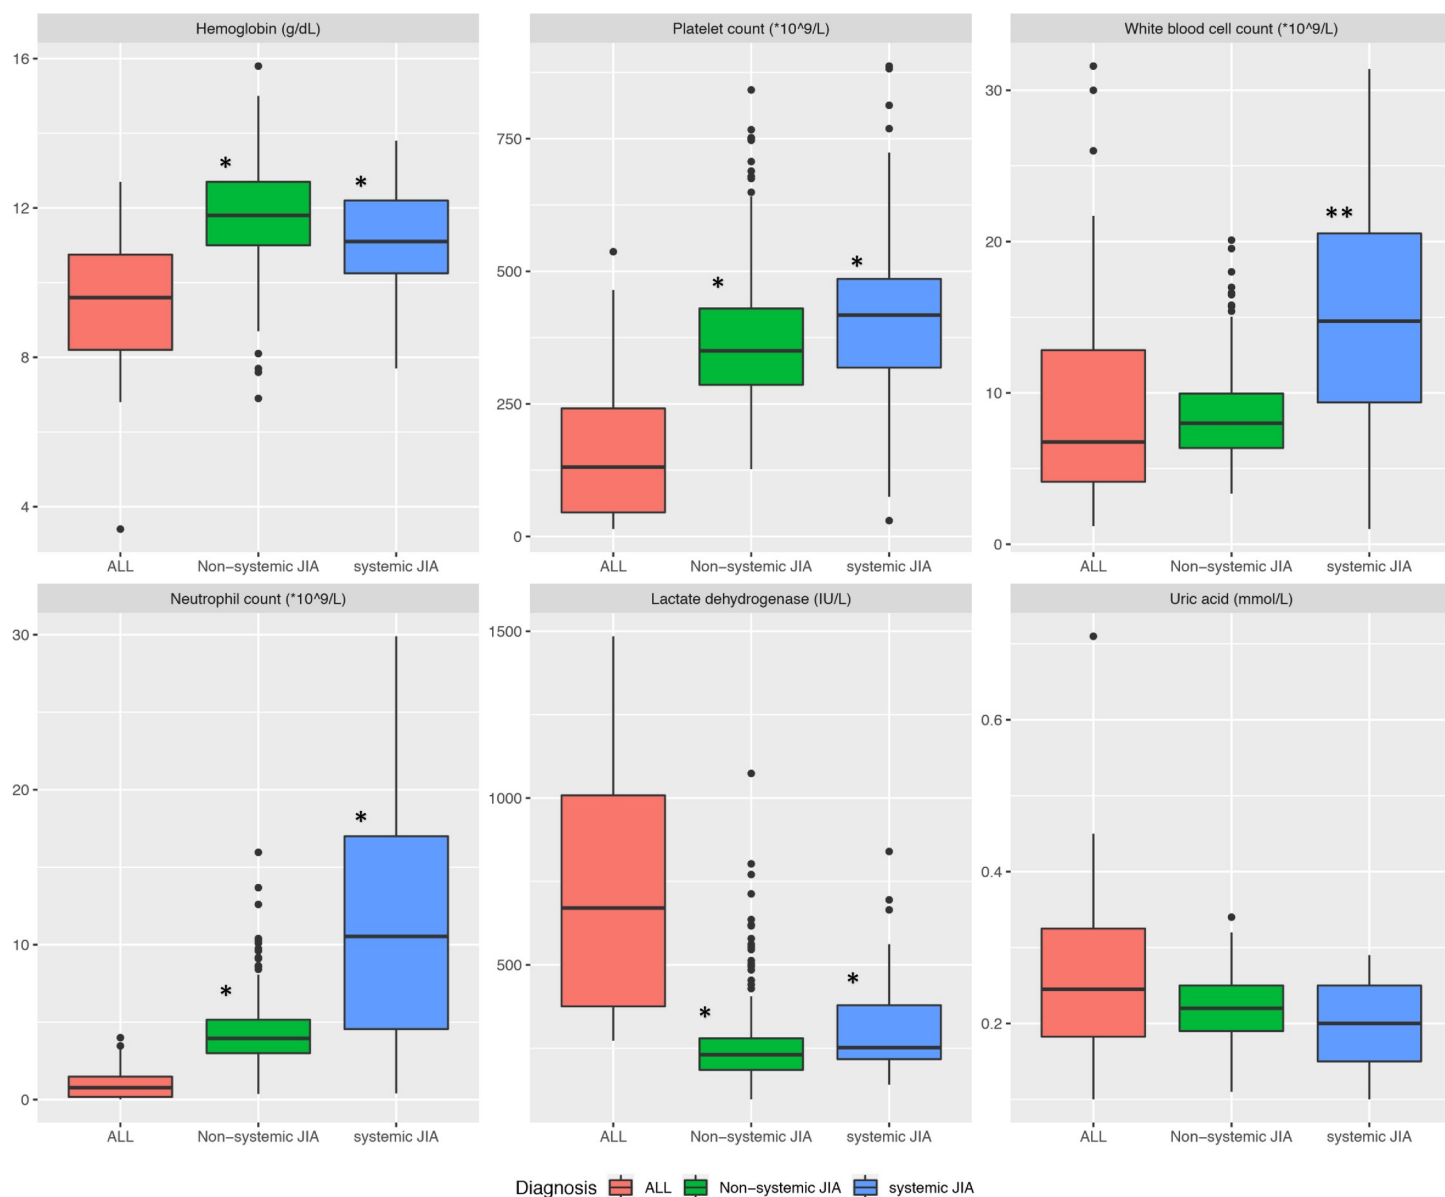 Hemoglobin (g/dL)
16
12
8
4
*
*
ALL Non−systemic JIA systemic JIA
Platelet count (*10^9/L)
750
500
250
0
*
*
ALL Non−systemic JIA systemic JIA
White blood cell count (*10^9/L)
30
20
10
0
**
ALL Non−systemic JIA systemic JIA
Neutrophil count (*10^9/L)
30
20
10
0
*
*
ALL Non−systemic JIA systemic JIA
Lactate dehydrogenase (IU/L)
1500
1000
500
*
*
ALL Non−systemic JIA systemic JIA
Uric acid (mmol/L)
0.6
0.4
0.2
ALL Non−systemic JIA systemic JIA
Diagnosis ALL Non−systemic JIA systemic JIA